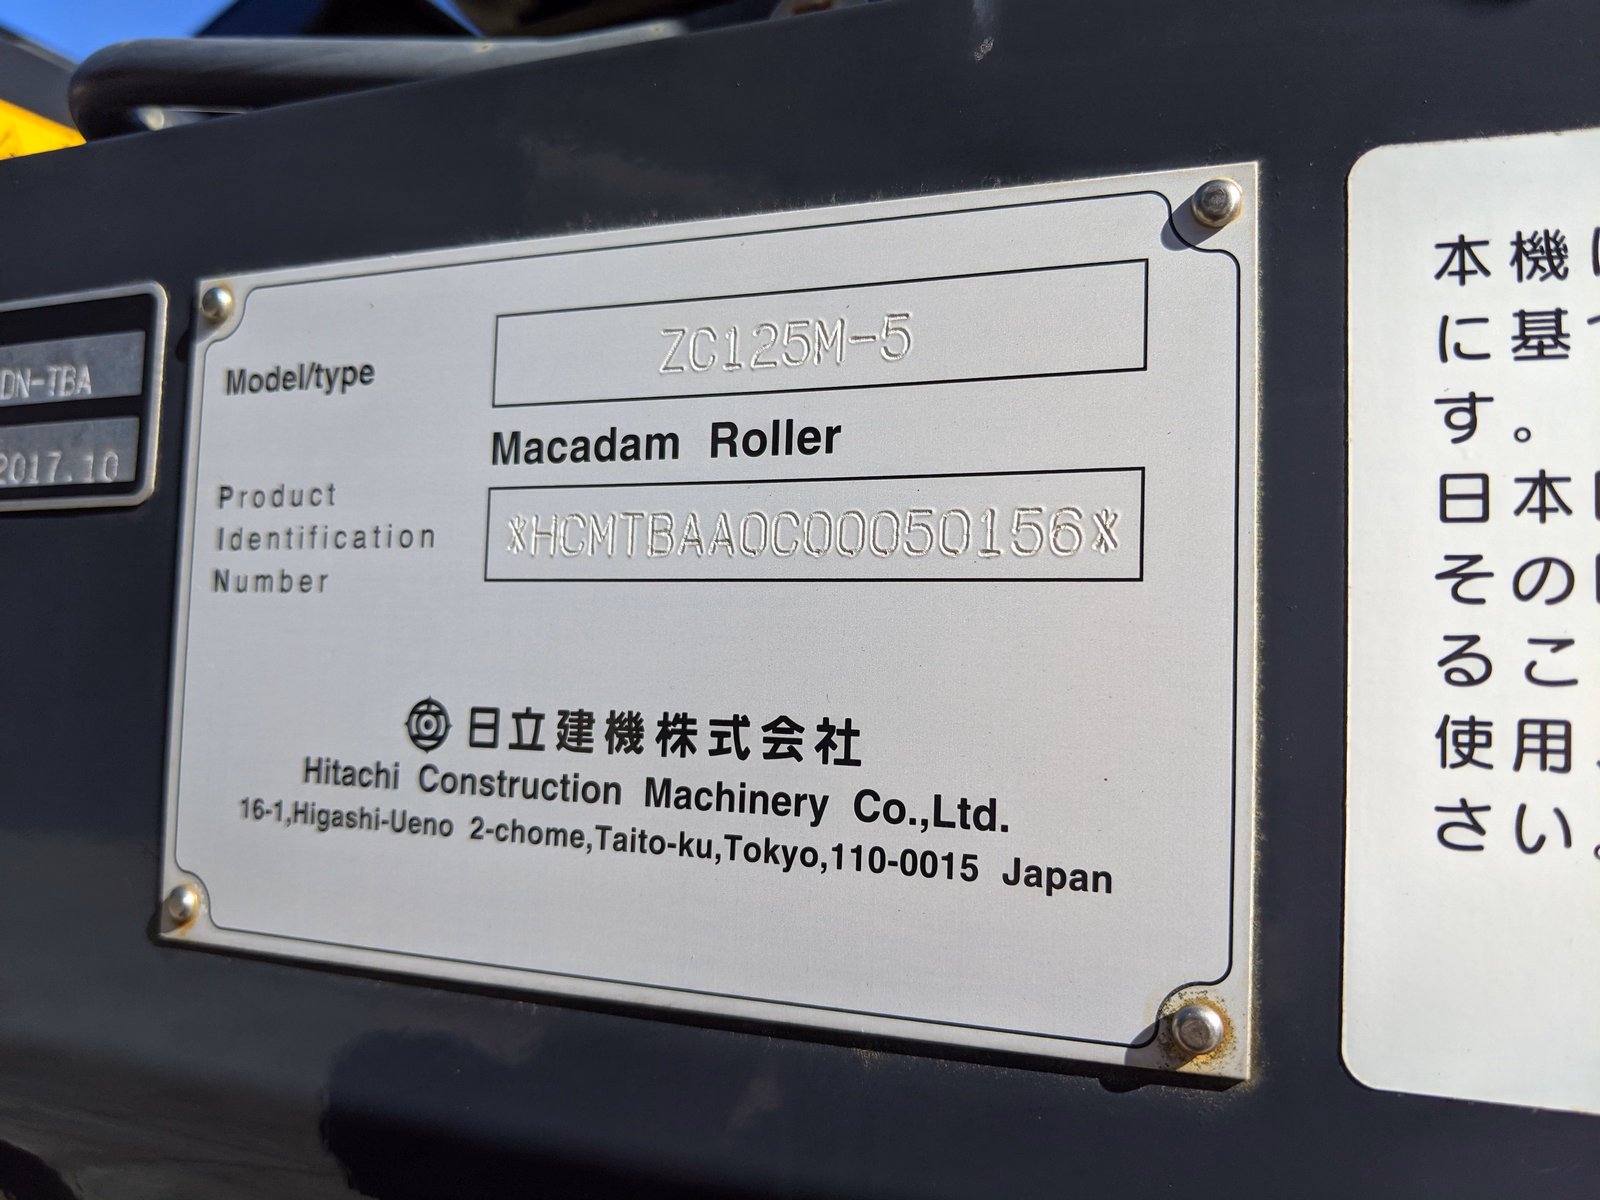 DN-TBA
2017.10
Model/type
ZC125M-5
Macadam Roller
Product
Identification
Number
*HCMTBAA0C00050156*
日立建機株式会社
Hitachi Construction Machinery Co.,Ltd.
16-1,Higashi-Ueno 2-chome,Taito-ku,Tokyo,110-0015 Japan
本機
に基
す。
日本
その
るこ
使用
さい。